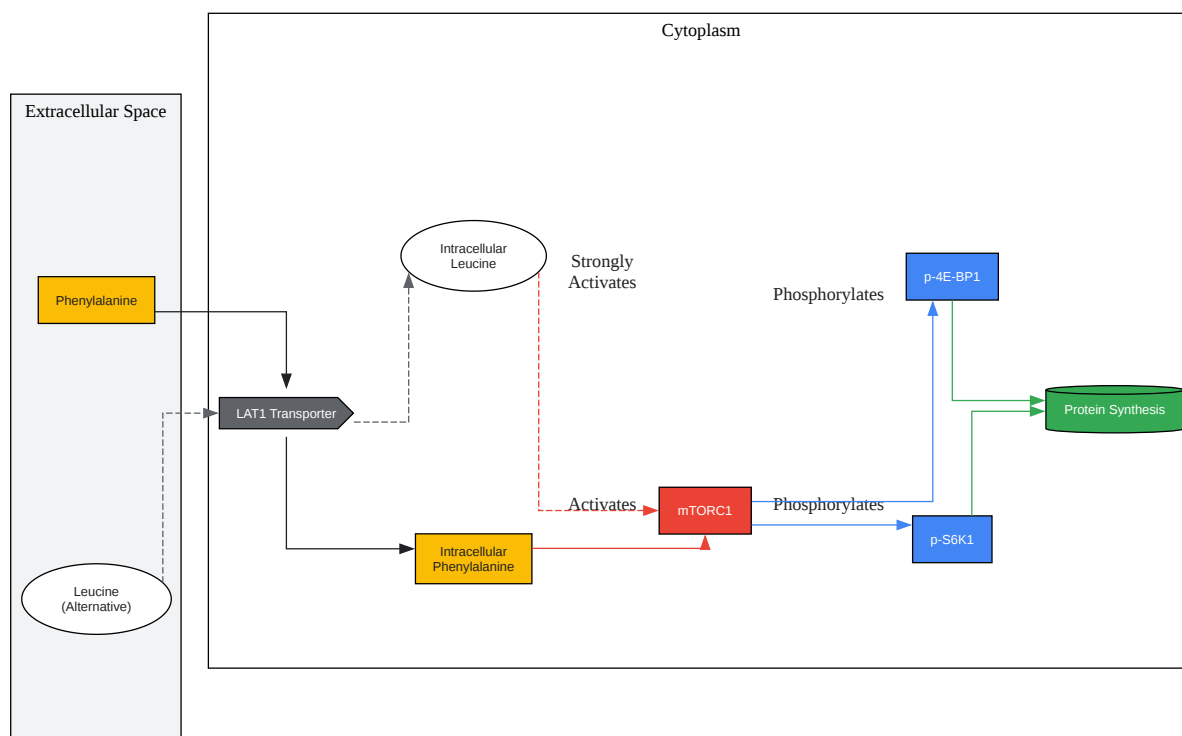 Cytoplasm
Extracellular Space
Phenylalanine
LAT1 Transporter
Leucine
(Alternative)
Intracellular
Leucine
Strongly
Activates
Activates
Intracellular
Phenylalanine
mTORC1
Phosphorylates
Phosphorylates
p-4E-BP1
p-S6K1
Protein Synthesis